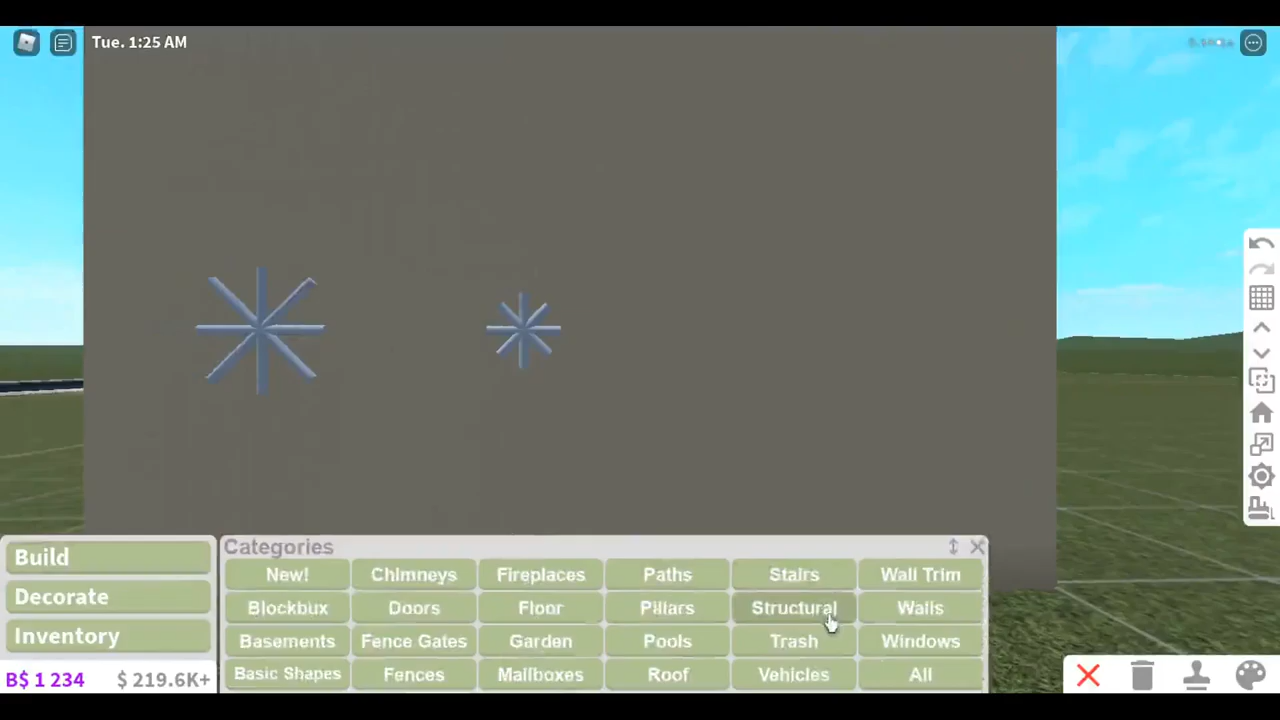 Tue. 1:25 AM
Build
Decorate
Inventory
B$ 1 234 $ 219.6K+
Categories
New! Chimneys Fireplaces Paths Stairs Wall Trim
Blockbux Doors Floor Pillars Structural Walls
Basements Fence Gates Garden Pools Trash Windows
Basic Shapes Fences Mailboxes Roof Vehicles All